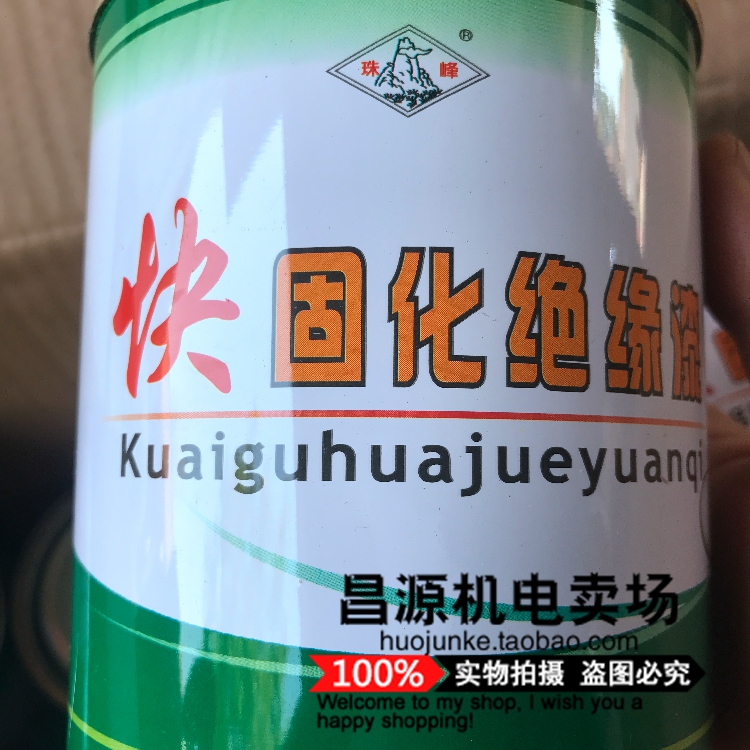 珠峰®
快固化绝缘漆
Kuaiguhuajueyuanqi
昌源机电卖场
huojunke.taobao.com
100% 实物拍摄 盗图必究
Welcome to my shop, I wish you a
happy shopping!